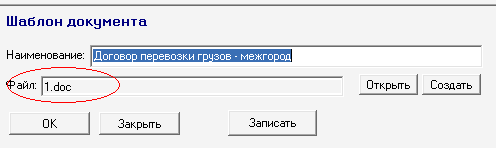 Шаблон документа
Наименование: Договор перевозки грузов - межгород
Файл: 1.doc Открыть Создать
OK Закрыть Записать